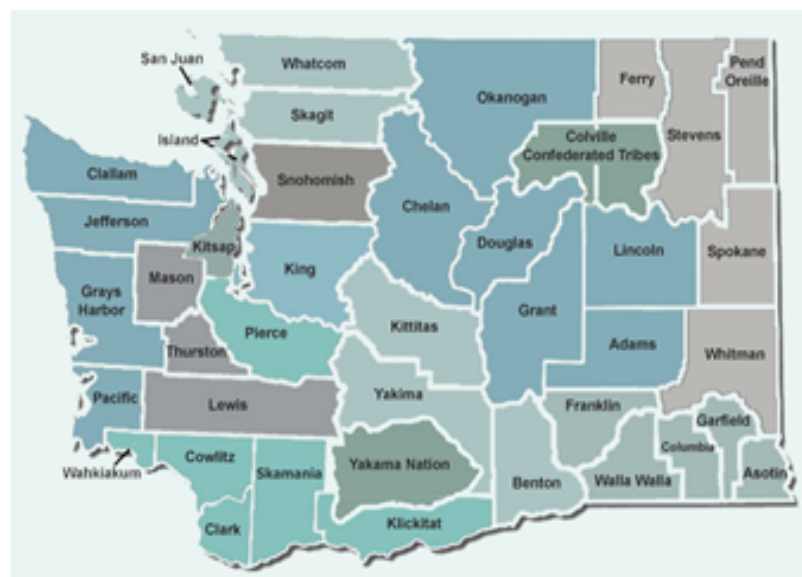 San Juan
Whatcom
Skagit
Island
Okanogan
Ferry
Pend
Oreille
Stevens
Colville
Confederated Tribes
Clallam
Snohomish
Chelan
Jefferson
Kitsap
Douglas
Lincoln
Spokane
Mason
King
Grays
Harbor
Grant
Pierce
Kittitas
Thurston
Adams
Whitman
Pacific
Lewis
Yakima
Franklin
Garfield
Columbia
Wahkiakum
Cowlitz
Skamania
Yakama Nation
Benton
Walla Walla
Asotin
Clark
Klickitat